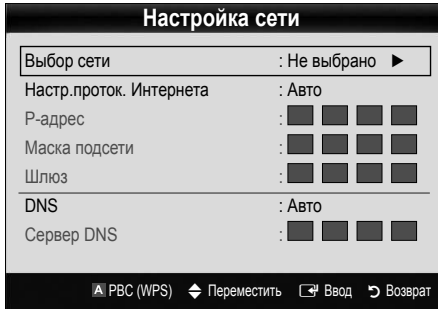 Настройка сети
Выбор сети : Не выбрано ►
Настр.проток. Интернета : Авто
Р-адрес :
Маска подсети :
Шлюз :
DNS : Авто
Сервер DNS :
A PBC (WPS) Переместить Ввод Возврат